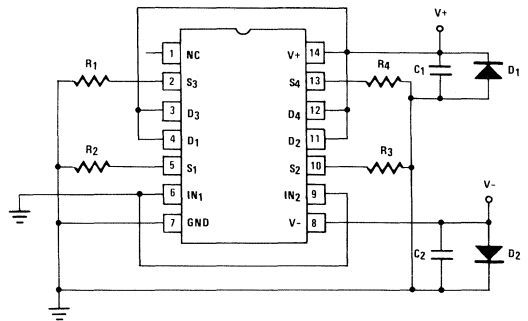 V+
1 NC V+ 14
R1 2 S3 S4 13 R4 C1 D1
3 D3 D4 12
4 D1 D2 11
R2 5 S1 S2 10 R3
6 IN1 IN2 9 V-
7 GND V- 8
C2 D2